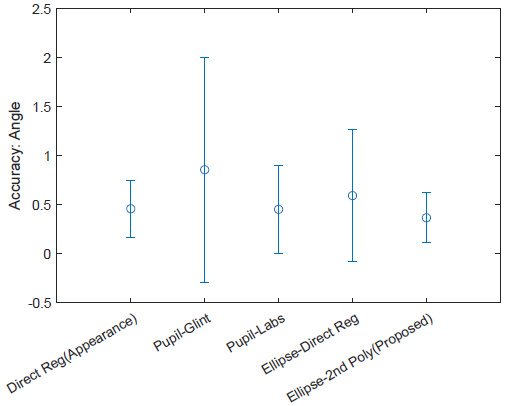 2.5
2
1.5
1
0.5
0
-0.5
Accuracy: Angle
Direct Reg(Appearance)
Pupil-Glint
Pupil-Labs
Ellipse-Direct Reg
Ellipse-2nd Poly(Proposed)